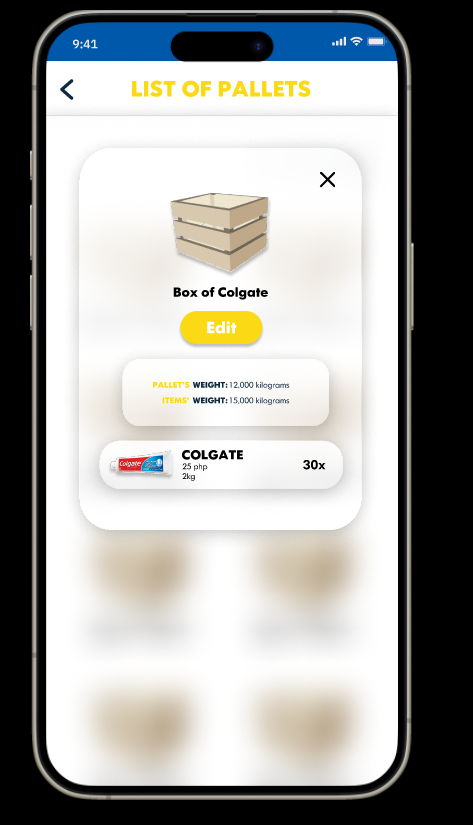 9:41
LIST OF PALLETS
Box of Colgate
Edit
PALLET'S WEIGHT: 12,000 kilograms
ITEMS' WEIGHT: 15,000 kilograms
Colgate
COLGATE
25 php
2kg
30x